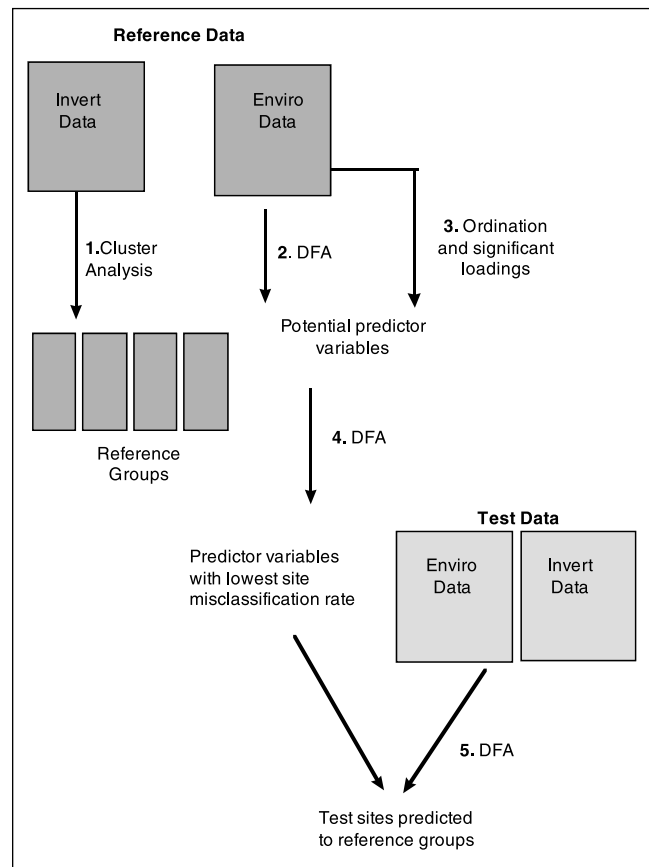 Reference Data
Invert
Data
Enviro
Data
1.Cluster
Analysis
2. DFA
3. Ordination
and significant
loadings
Potential predictor
variables
Reference
Groups
4. DFA
Test Data
Enviro
Data
Invert
Data
Predictor variables
with lowest site
misclassification rate
5. DFA
Test sites predicted
to reference groups